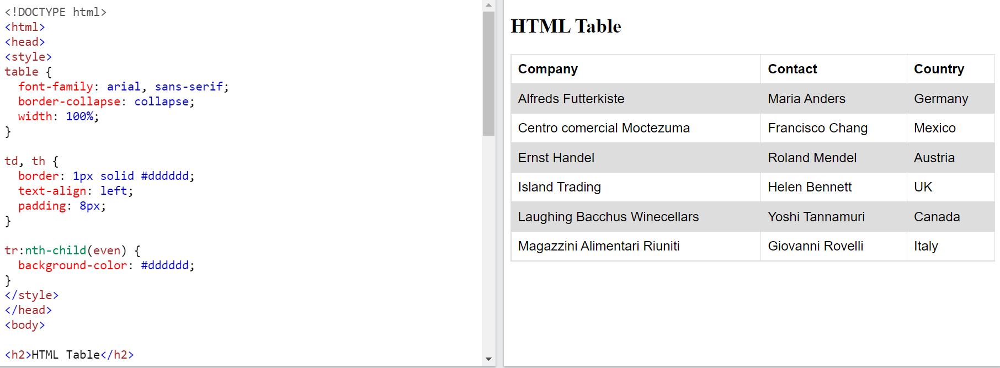 <!DOCTYPE html>
<html>
<head>
<style>
table {
  font-family: arial, sans-serif;
  border-collapse: collapse;
  width: 100%;
}

td, th {
  border: 1px solid #dddddd;
  text-align: left;
  padding: 8px;
}

tr:nth-child(even) {
  background-color: #dddddd;
}
</style>
</head>
<body>

<h2>HTML Table</h2>
HTML Table
Company Contact Country
Alfreds Futterkiste Maria Anders Germany
Centro comercial Moctezuma Francisco Chang Mexico
Ernst Handel Roland Mendel Austria
Island Trading Helen Bennett UK
Laughing Bacchus Winecellars Yoshi Tannamuri Canada
Magazzini Alimentari Riuniti Giovanni Rovelli Italy